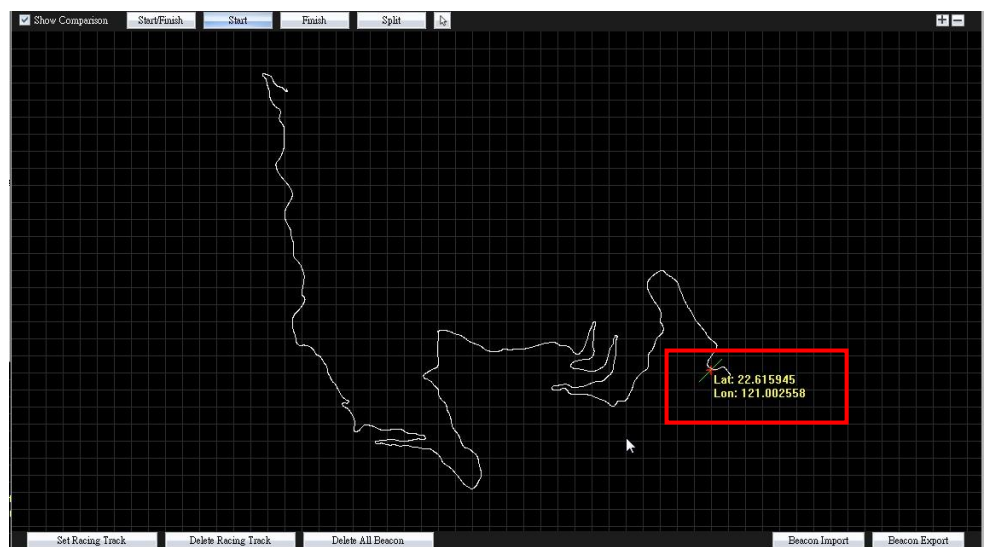 Show Comparison Start/Finish Start Finish Split
Lat: 22.615945
Lon: 121.002558
Set Racing Track Delete Racing Track Delete All Beacon Beacon Import Beacon Export